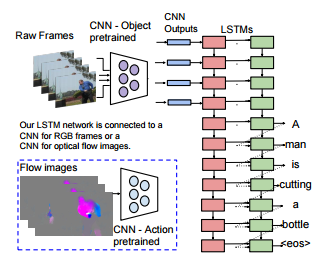 CNN - Object
pretrained
CNN
Outputs
LSTMs
Raw Frames
Our LSTM network is connected to a
CNN for RGB frames or a
CNN for optical flow images.
Flow images
CNN - Action
pretrained
A
man
is
cutting
a
bottle
<eos>